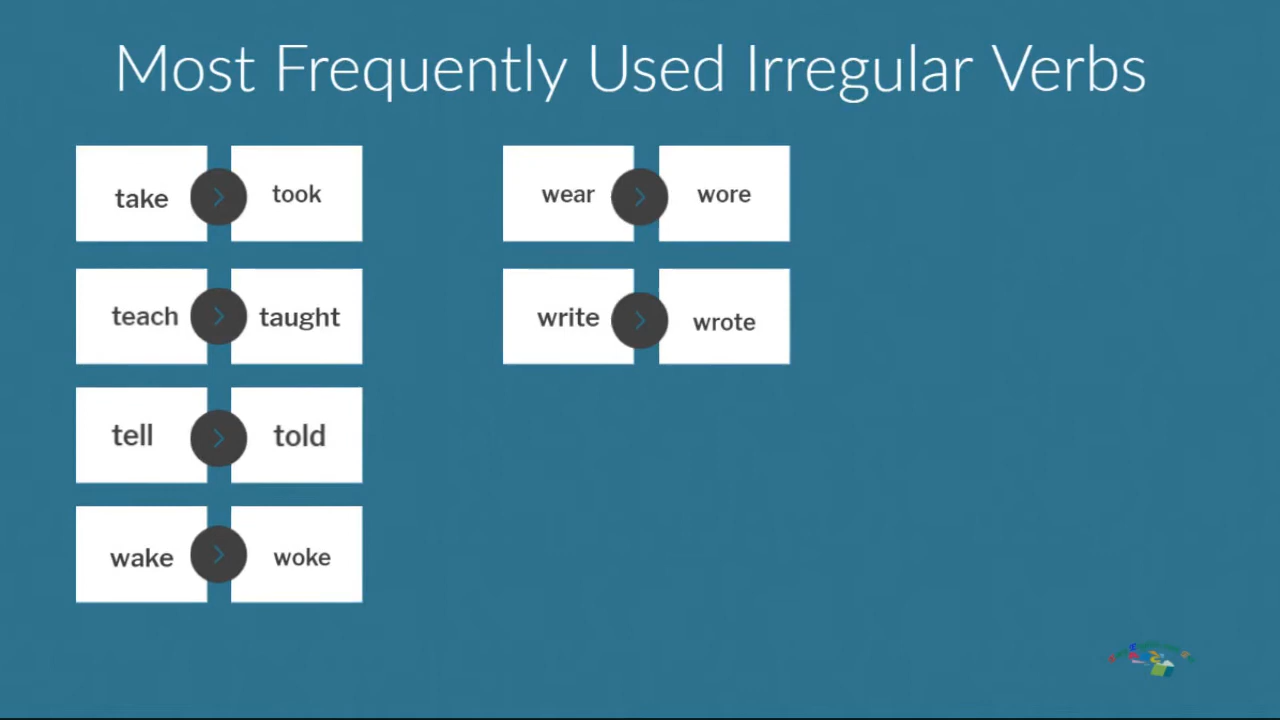 Most Frequently Used Irregular Verbs
take > took
teach > taught
tell > told
wake > woke
wear > wore
write > wrote